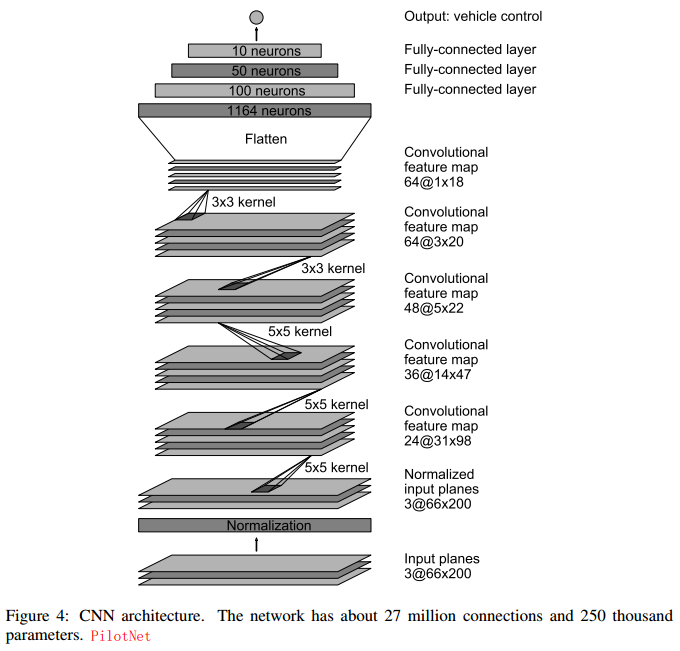 Output: vehicle control
10 neurons
Fully-connected layer
50 neurons
Fully-connected layer
100 neurons
Fully-connected layer
1164 neurons
Flatten
Convolutional
feature map
64@1x18
3x3 kernel
Convolutional
feature map
64@3x20
3x3 kernel
Convolutional
feature map
48@5x22
5x5 kernel
Convolutional
feature map
36@14x47
5x5 kernel
Convolutional
feature map
24@31x98
5x5 kernel
Normalized
input planes
3@66x200
Normalization
Input planes
3@66x200
Figure 4: CNN architecture. The network has about 27 million connections and 250 thousand
parameters. PilotNet